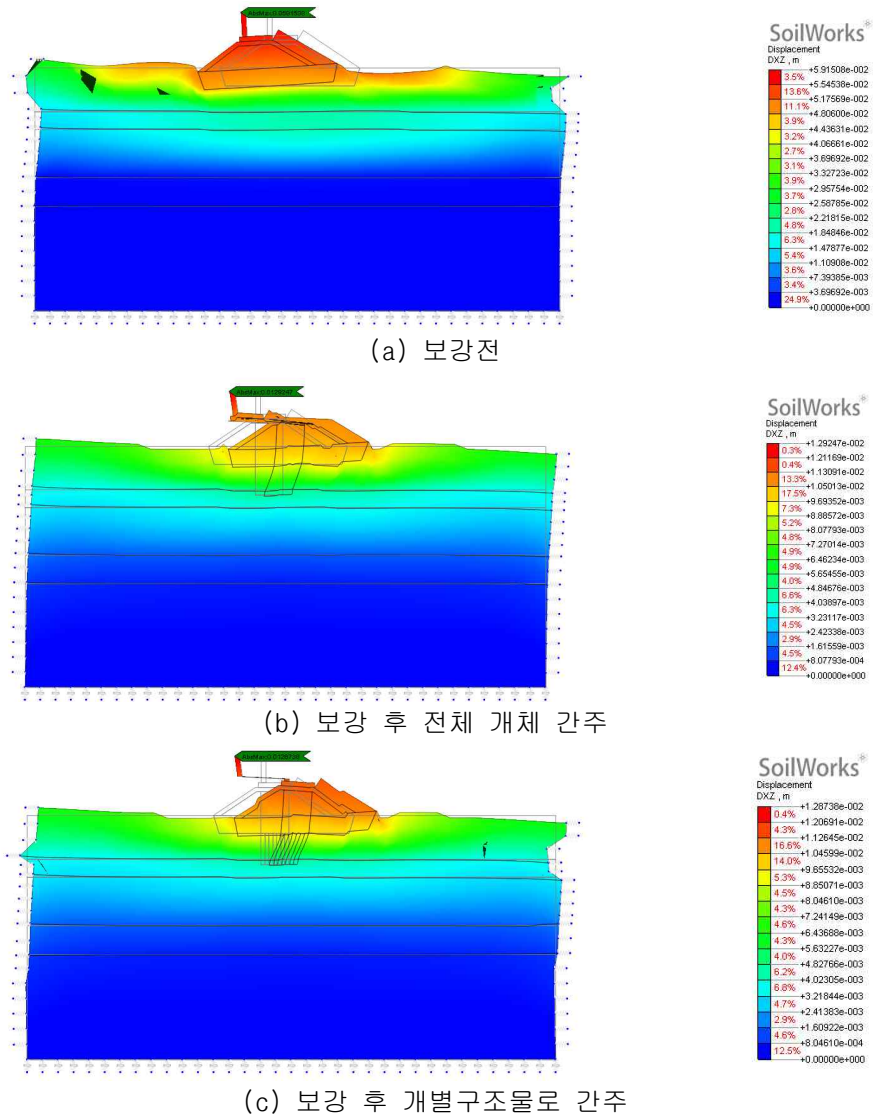 AbsMax:0.0591508
SoilWorks
Displacement
DXZ , m
+5.91508e-002
3.5%
+5.54538e-002
13.6%
+5.17569e-002
11.1%
+4.80600e-002
3.9%
+4.43631e-002
3.2%
+4.06661e-002
2.7%
+3.69692e-002
3.1%
+3.32723e-002
3.9%
+2.95754e-002
3.7%
+2.58785e-002
2.8%
+2.21815e-002
4.8%
+1.84846e-002
6.3%
+1.47877e-002
5.4%
+1.10908e-002
3.6%
+7.39385e-003
3.4%
+3.69692e-003
24.9%
+0.00000e+000
(a) 보강전
AbsMax:0.0129247
SoilWorks
Displacement
DXZ , m
+1.29247e-002
0.3%
+1.21169e-002
0.4%
+1.13091e-002
13.3%
+1.05013e-002
17.5%
+9.69352e-003
7.3%
+8.88572e-003
5.2%
+8.07793e-003
4.8%
+7.27014e-003
4.9%
+6.46234e-003
4.9%
+5.65455e-003
4.0%
+4.84676e-003
6.6%
+4.03897e-003
6.3%
+3.23117e-003
4.5%
+2.42338e-003
2.9%
+1.61559e-003
4.5%
+8.07793e-004
12.4%
+0.00000e+000
(b) 보강 후 전체 개체 간주
AbsMax:0.0128738
SoilWorks
Displacement
DXZ , m
+1.28738e-002
0.4%
+1.20691e-002
4.3%
+1.12645e-002
16.6%
+1.04599e-002
14.0%
+9.65532e-003
5.3%
+8.85071e-003
4.5%
+8.04610e-003
4.3%
+7.24149e-003
4.6%
+6.43688e-003
4.3%
+5.63227e-003
4.0%
+4.82766e-003
6.2%
+4.02305e-003
6.8%
+3.21844e-003
4.7%
+2.41383e-003
2.9%
+1.60922e-003
4.6%
+8.04610e-004
12.5%
+0.00000e+000
(c) 보강 후 개별구조물로 간주